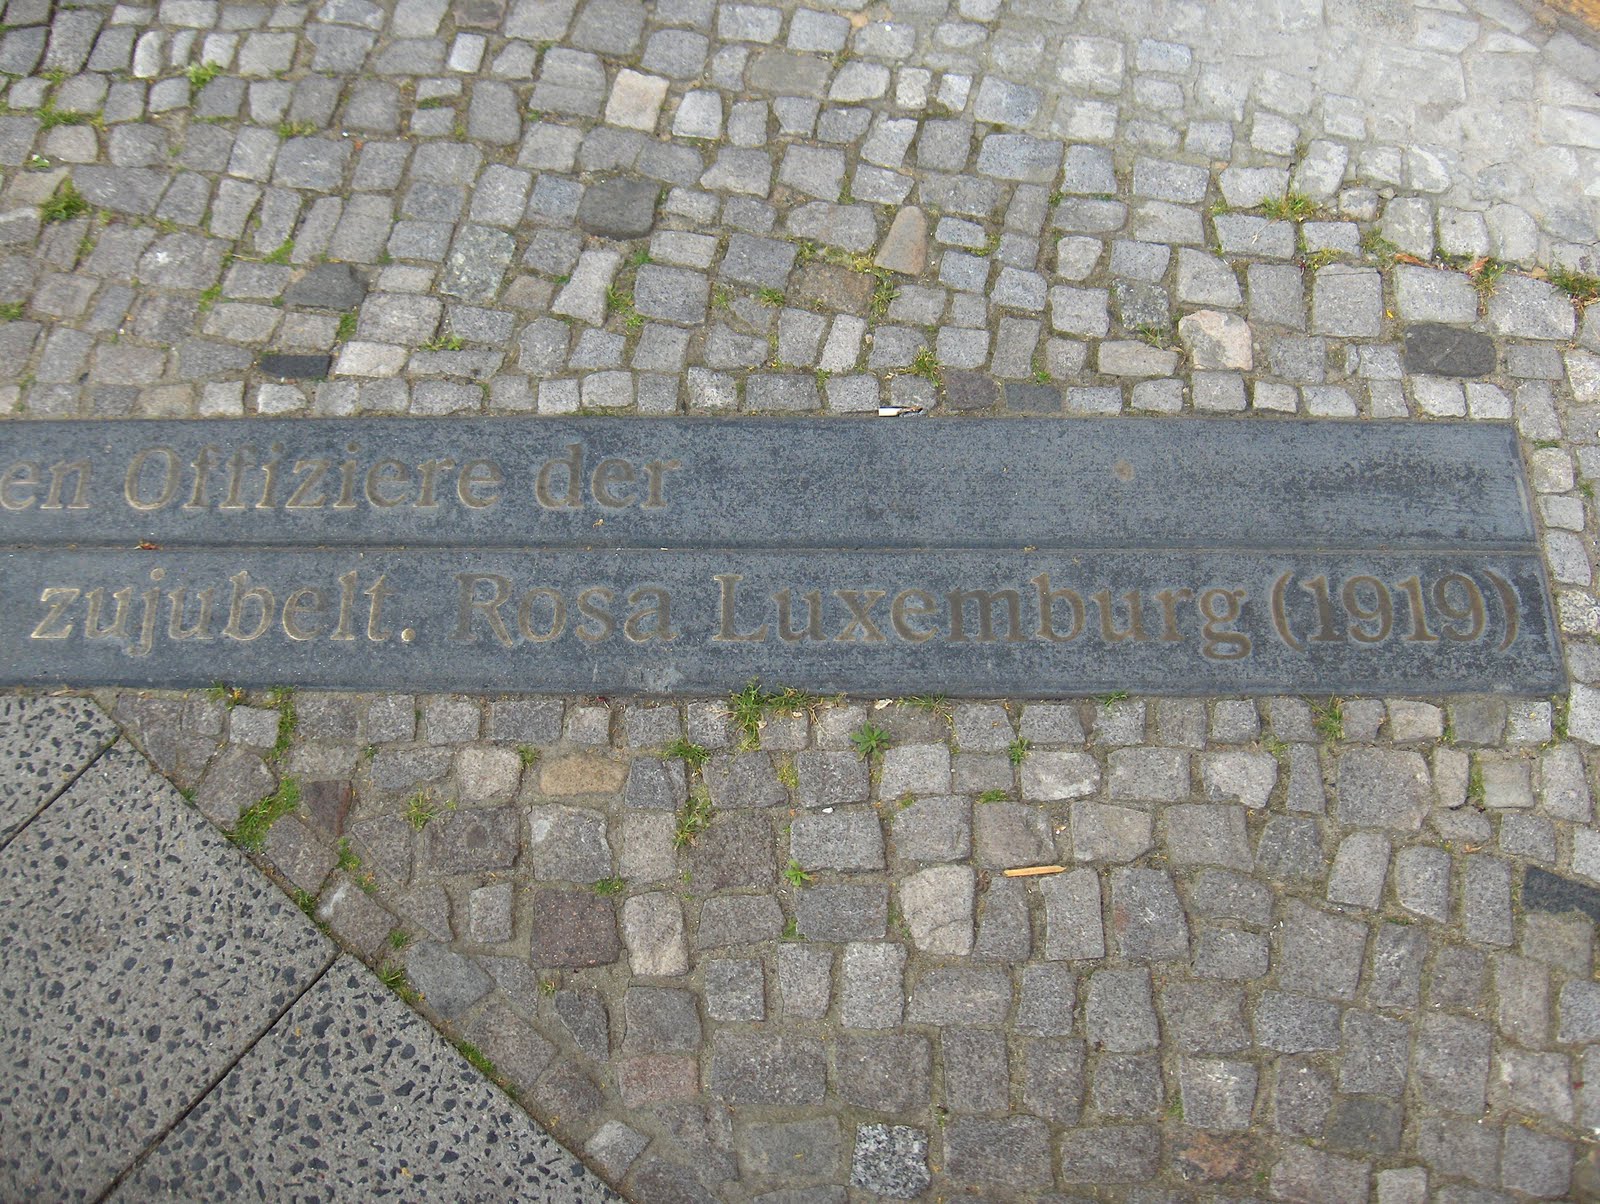 en Offiziere der
zujubelt. Rosa Luxemburg (1919)